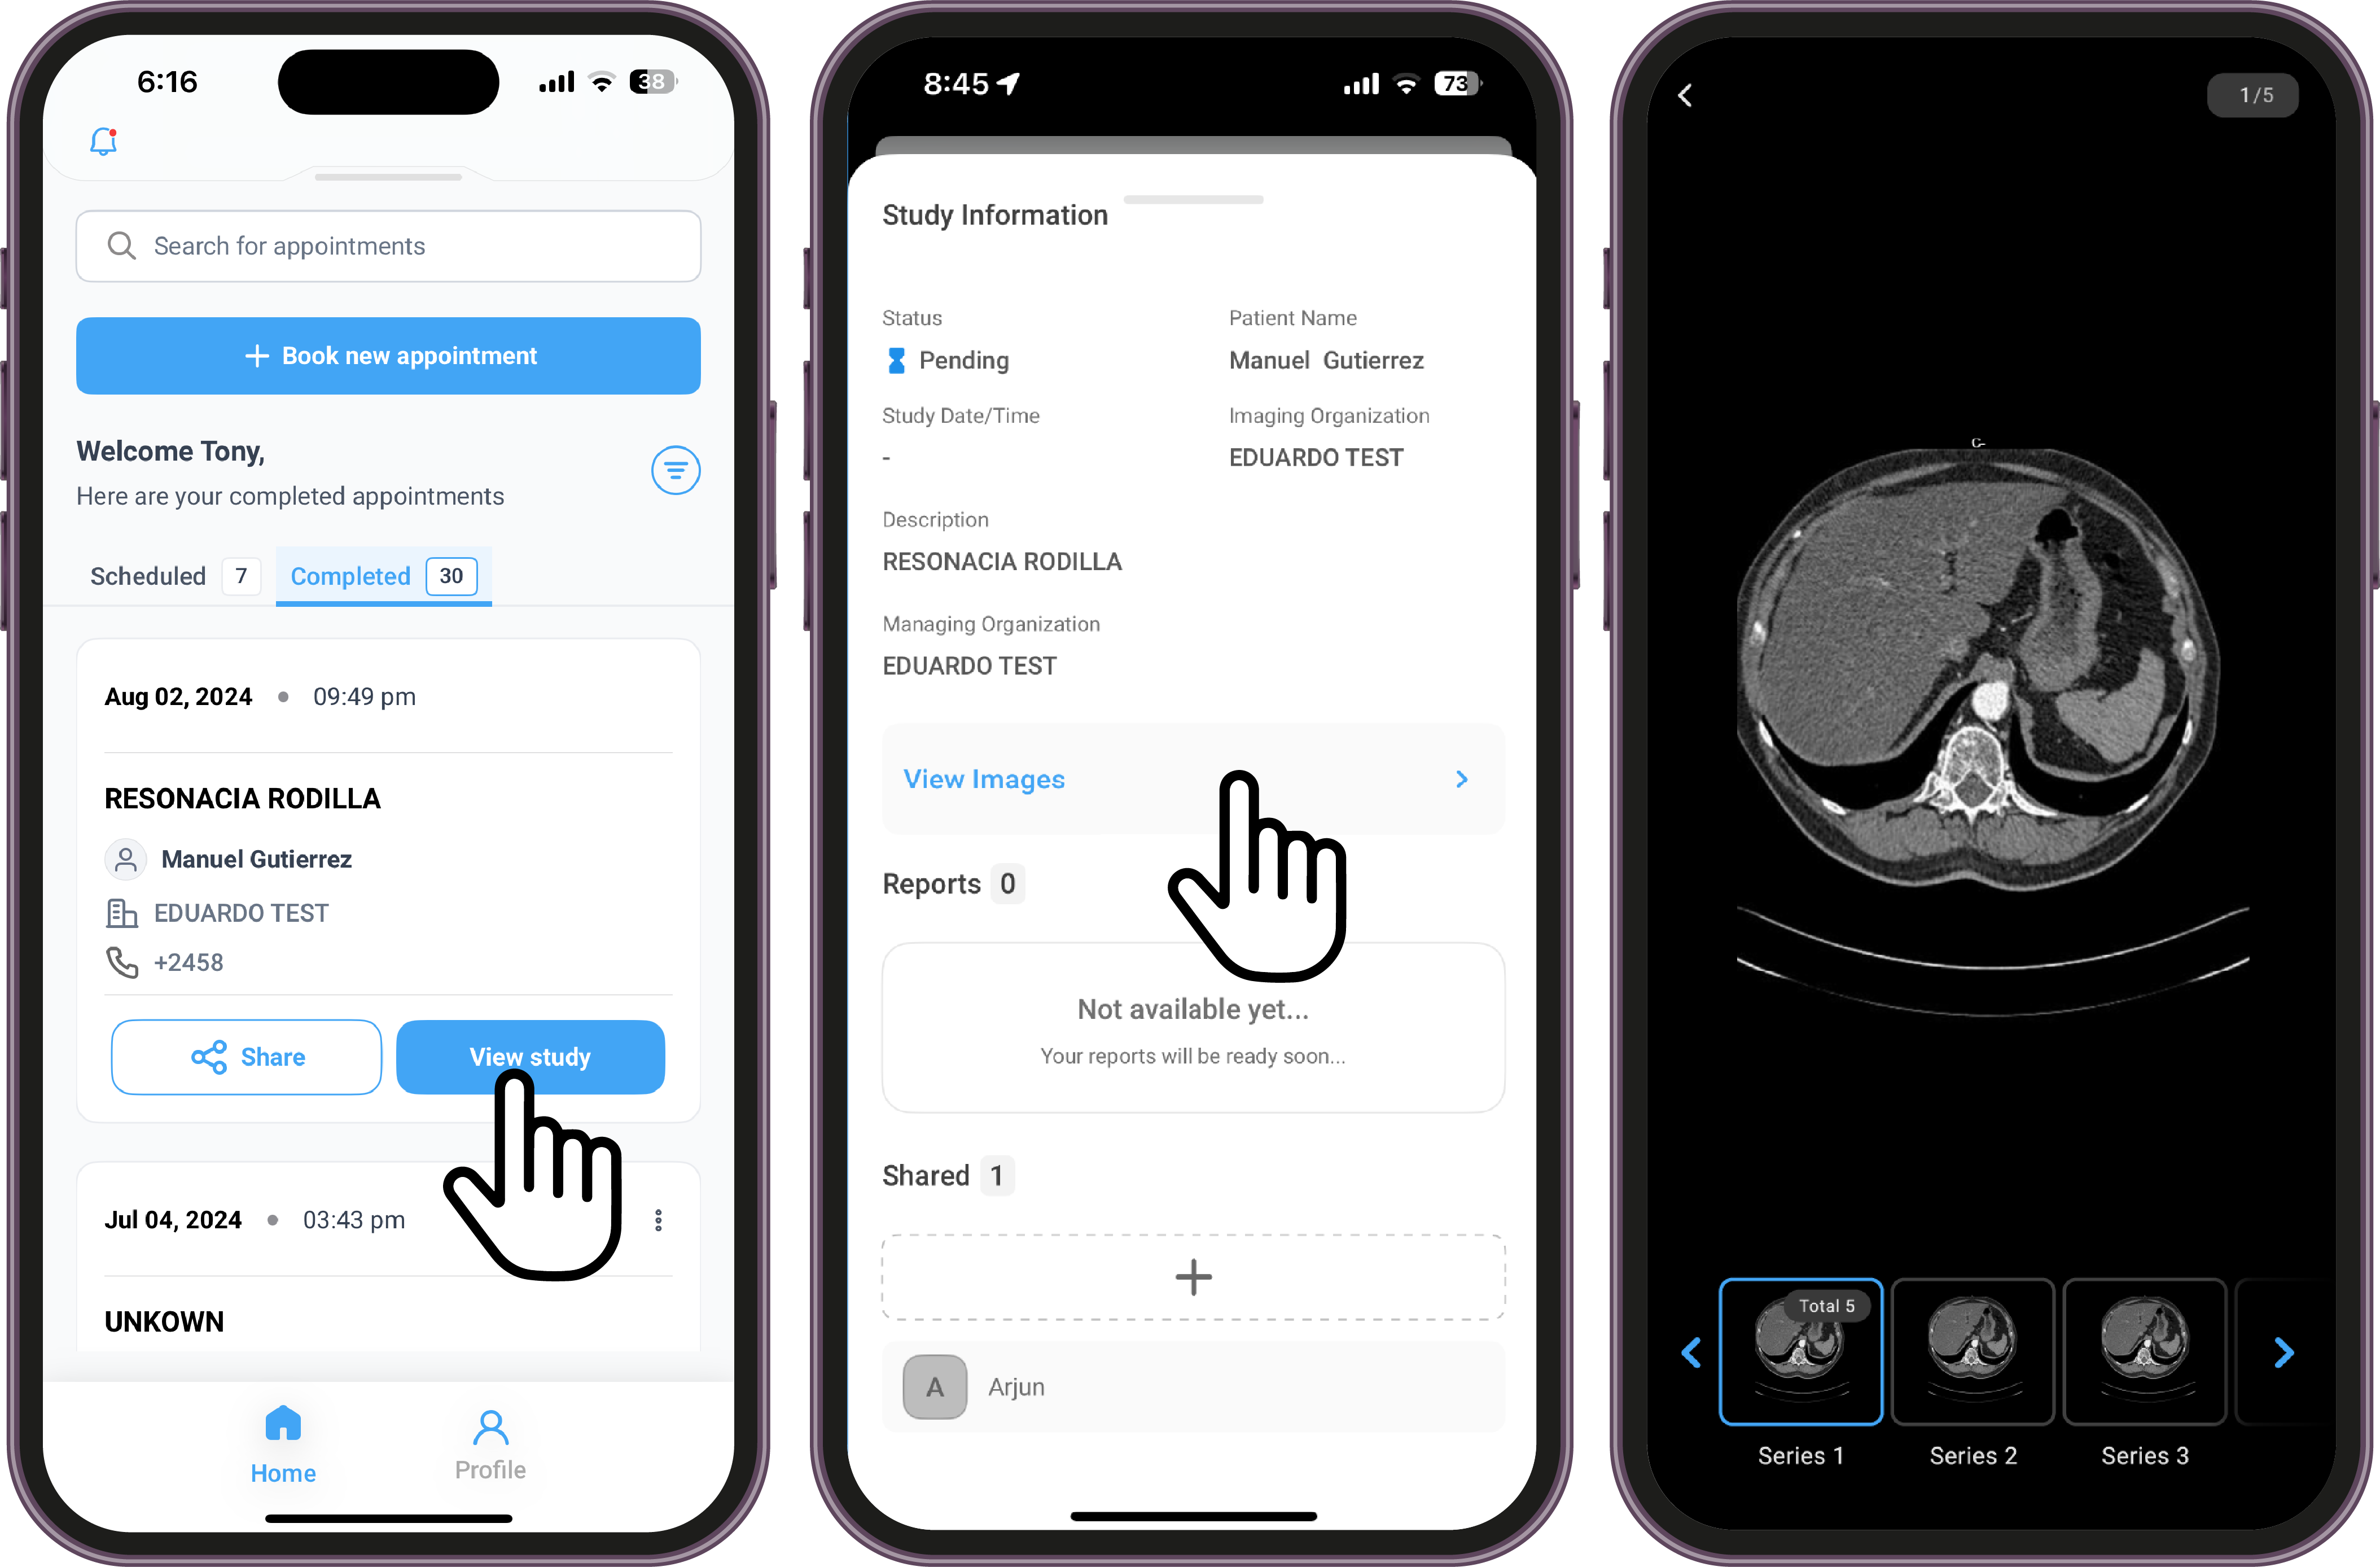 6:16
38
Search for appointments
+ Book new appointment
Welcome Tony,
Here are your completed appointments
Scheduled 7 Completed 30
Aug 02, 2024 • 09:49 pm
RESONACIA RODILLA
Manuel Gutierrez
EDUARDO TEST
+2458
Share View study
Jul 04, 2024 • 03:43 pm
UNKOWN
Home Profile
8:45
73
Study Information
Status Patient Name
Pending Manuel Gutierrez
Study Date/Time Imaging Organization
- EDUARDO TEST
Description
RESONACIA RODILLA
Managing Organization
EDUARDO TEST
View Images
Reports 0
Not available yet...
Your reports will be ready soon...
Shared 1
+
A Arjun
1/5
Total 5
Series 1 Series 2 Series 3